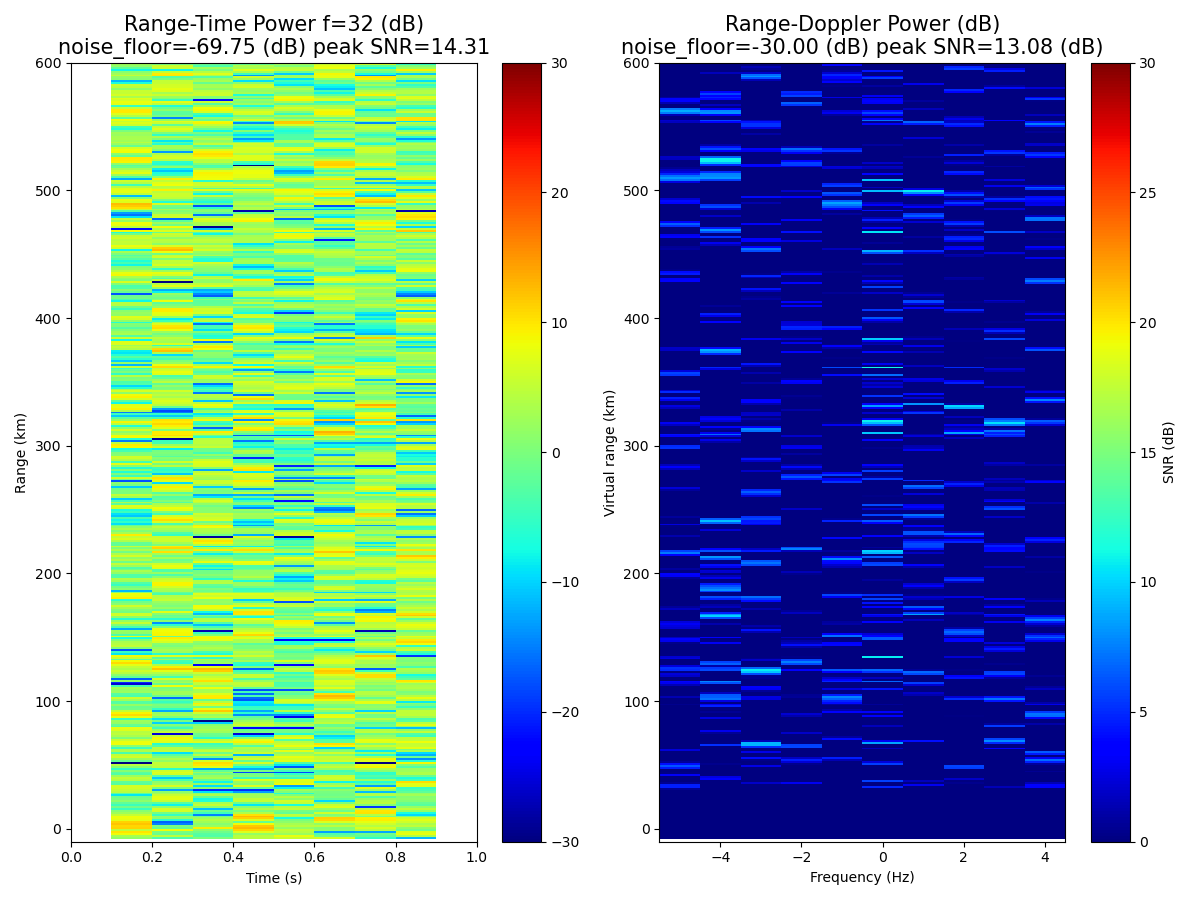 Range-Time Power f=32 (dB)
noise_floor=-69.75 (dB) peak SNR=14.31
Range (km)
600
500
400
300
200
100
0
0.0 0.2 0.4 0.6 0.8 1.0
Time (s)
30
20
10
0
−10
−20
−30
Range-Doppler Power (dB)
noise_floor=-30.00 (dB) peak SNR=13.08 (dB)
Virtual range (km)
600
500
400
300
200
100
0
−4 −2 0 2 4
Frequency (Hz)
30
25
20
15
10
5
0
SNR (dB)